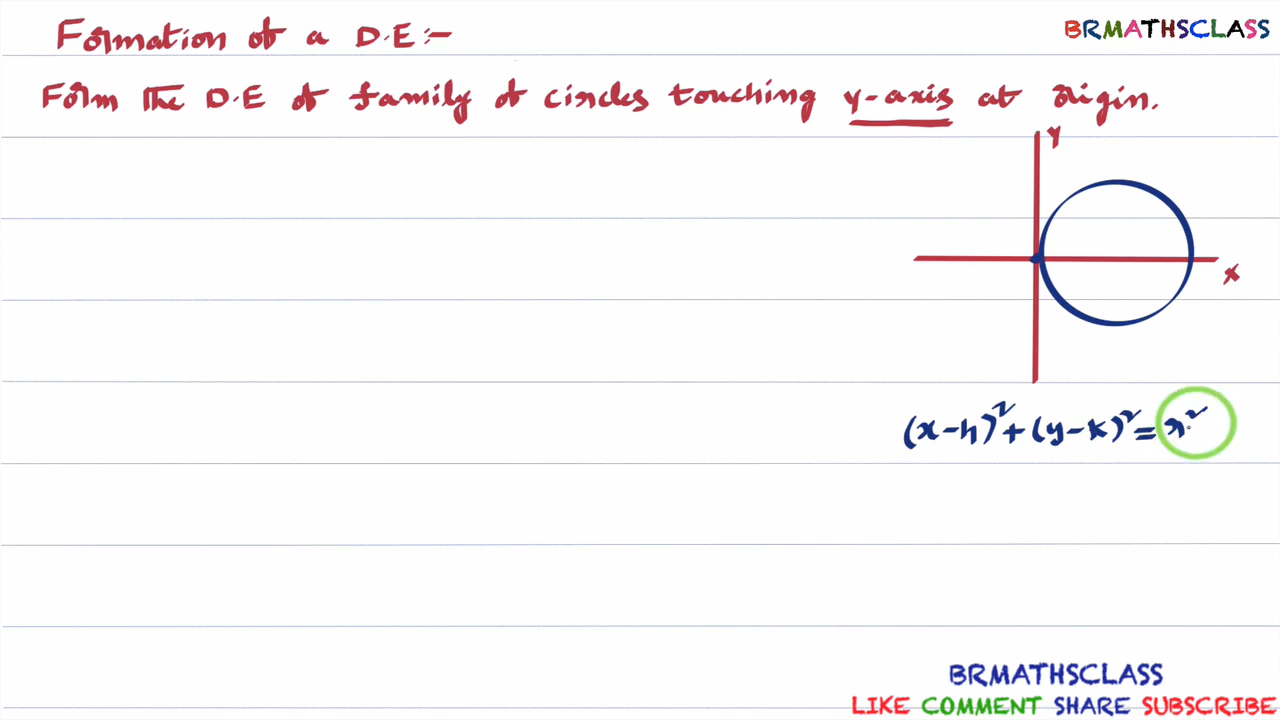 Formation of a D.E:-
BRMATHSCLASS
Form the D.E of family of circles touching y-axis at origin.
Y
X
(x-h)²+(y-k)²=r²
BRMATHSCLASS
LIKE COMMENT SHARE SUBSCRIBE